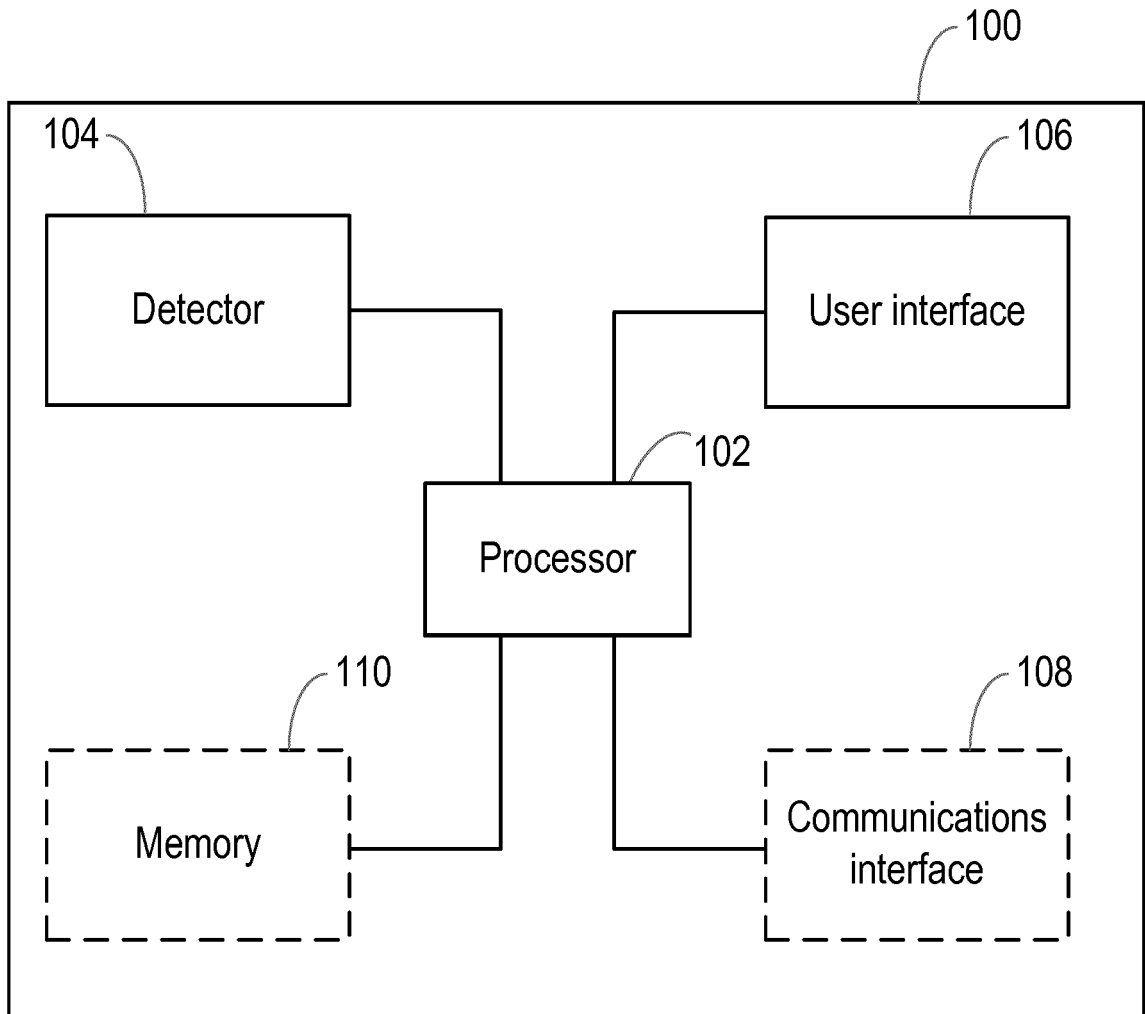 100
104
106
Detector
User interface
102
Processor
110
108
Memory
Communications
interface